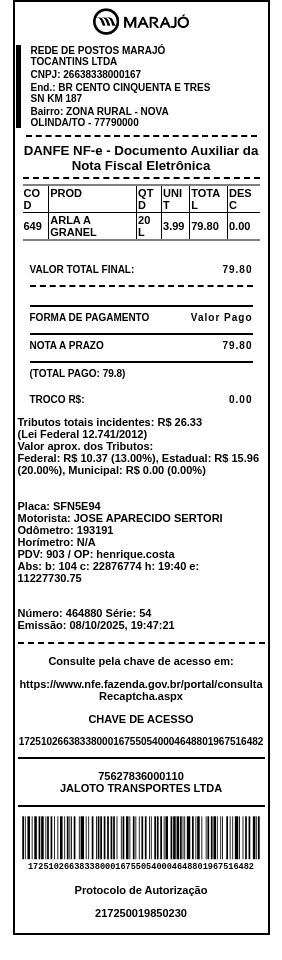 MARAJÓ
REDE DE POSTOS MARAJÓ
TOCANTINS LTDA
CNPJ: 26638338000167
End.: BR CENTO CINQUENTA E TRES
SN KM 187
Bairro: ZONA RURAL - NOVA
OLINDA/TO - 77790000
DANFE NF-e - Documento Auxiliar da
Nota Fiscal Eletrônica
CO
D PROD QT
D UNI
T TOTA
L DES
C
649 ARLA A
GRANEL 20
L 3.99 79.80 0.00
VALOR TOTAL FINAL: 79.80
FORMA DE PAGAMENTO Valor Pago
NOTA A PRAZO 79.80
(TOTAL PAGO: 79.8)
TROCO R$: 0.00
Tributos totais incidentes: R$ 26.33
(Lei Federal 12.741/2012)
Valor aprox. dos Tributos:
Federal: R$ 10.37 (13.00%), Estadual: R$ 15.96
(20.00%), Municipal: R$ 0.00 (0.00%)
Placa: SFN5E94
Motorista: JOSE APARECIDO SERTORI
Odômetro: 193191
Horímetro: N/A
PDV: 903 / OP: henrique.costa
Abs: b: 104 c: 22876774 h: 19:40 e:
11227730.75
Número: 464880 Série: 54
Emissão: 08/10/2025, 19:47:21
Consulte pela chave de acesso em:
https://www.nfe.fazenda.gov.br/portal/consulta
Recaptcha.aspx
CHAVE DE ACESSO
17251026638338000167550540004648801967516482
75627836000110
JALOTO TRANSPORTES LTDA
17251026638338000167550540004648801967516482
Protocolo de Autorização
217250019850230